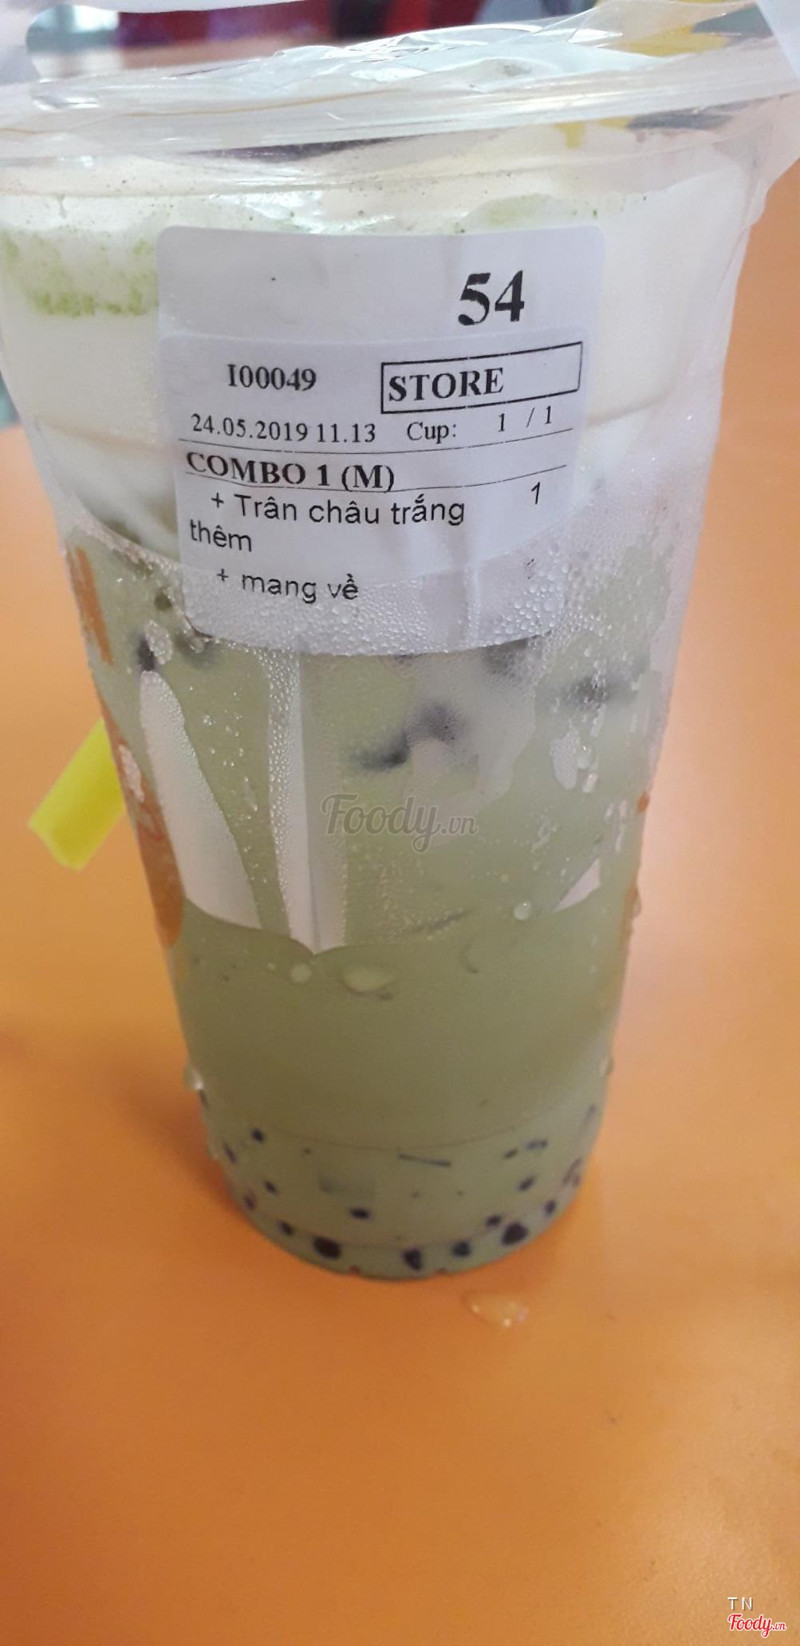 54
I00049 STORE
24.05.2019 11.13 Cup: 1 / 1
COMBO 1 (M)
+ Trân châu trắng 1
thêm
+ mang về
Foody.vn
TN
Foody.vn